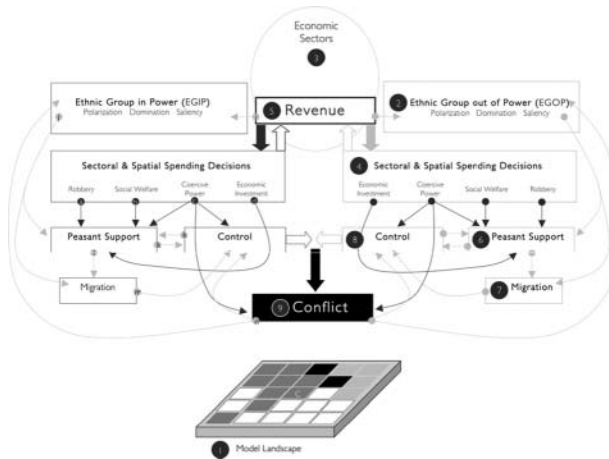 Economic
Sectors
3
Ethnic Group in Power (EGIP)
Polarization Domination Saliency
5 Revenue
2 Ethnic Group out of Power (EGOP)
Polarization Domination Saliency
Sectoral & Spatial Spending Decisions
Robbery Social Welfare Coercive Power Economic Investment
4 Sectoral & Spatial Spending Decisions
Economic Investment Coercive Power Social Welfare Robbery
Peasant Support Control
8 Control 6 Peasant Support
Migration
7 Migration
9 Conflict
C
1 Model Landscape